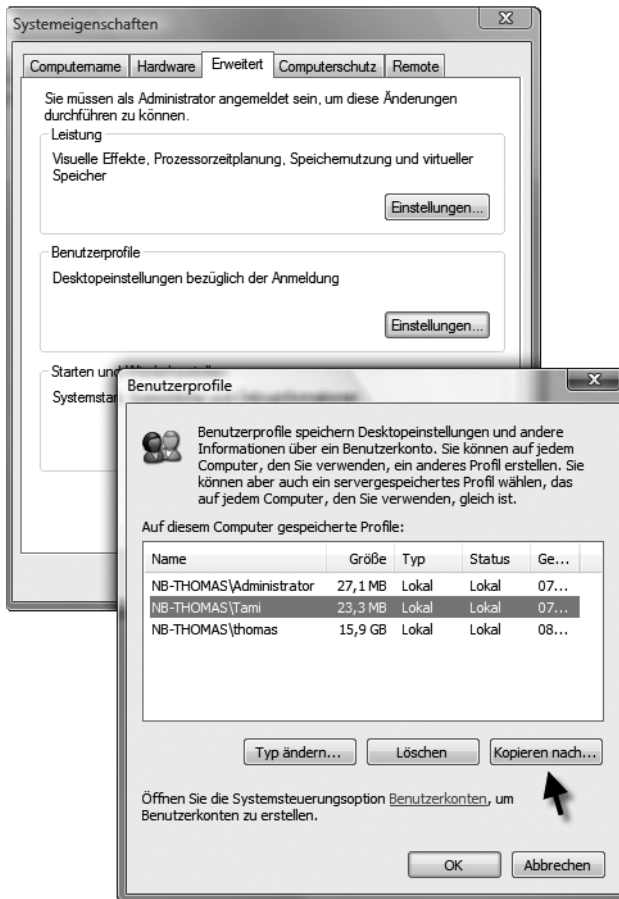 Systemeigenschaften
Computername Hardware Erweitert Computerschutz Remote
Sie müssen als Administrator angemeldet sein, um diese Änderungen
durchführen zu können.
Leistung
Visuelle Effekte, Prozessorzeitplanung, Speichernutzung und virtueller
Speicher
Einstellungen...
Benutzerprofile
Desktopeinstellungen bezüglich der Anmeldung
Einstellungen...
Starten und
Systemstar
Benutzerprofile
Benutzerprofile speichern Desktopeinstellungen und andere
Informationen über ein Benutzerkonto. Sie können auf jedem
Computer, den Sie verwenden, ein anderes Profil erstellen. Sie
können aber auch ein servergespeichertes Profil wählen, das
auf jedem Computer, den Sie verwenden, gleich ist.
Auf diesem Computer gespeicherte Profile:
Name Größe Typ Status Ge...
NB-THOMAS\Administrator 27,1 MB Lokal Lokal 07...
NB-THOMAS\Tami 23,3 MB Lokal Lokal 07...
NB-THOMAS\thomas 15,9 GB Lokal Lokal 08...
Typ ändern... Löschen Kopieren nach...
Öffnen Sie die Systemsteuerungsoption Benutzerkonten, um
Benutzerkonten zu erstellen.
OK Abbrechen